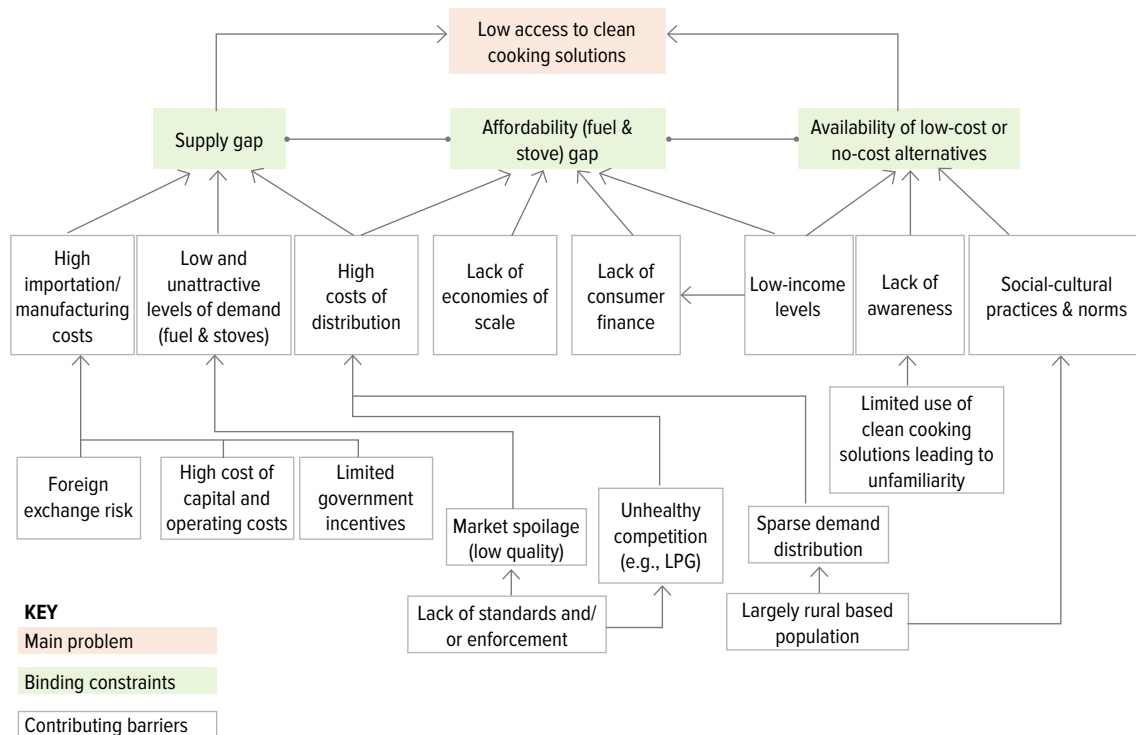 Low access to clean
cooking solutions
Supply gap
Affordability (fuel &
stove) gap
Availability of low-cost or
no-cost alternatives
High
importation/
manufacturing
costs
Low and
unattractive
levels of demand
(fuel & stoves)
High
costs of
distribution
Lack of
economies of
scale
Lack of
consumer
finance
Low-income
levels
Lack of
awareness
Social-cultural
practices & norms
Foreign
exchange risk
High cost of
capital and
operating costs
Limited
government
incentives
Market spoilage
(low quality)
Unhealthy
competition
(e.g., LPG)
Sparse demand
distribution
Limited use of
clean cooking
solutions leading to
unfamiliarity
Lack of standards and/
or enforcement
Largely rural based
population
KEY
Main problem
Binding constraints
Contributing barriers